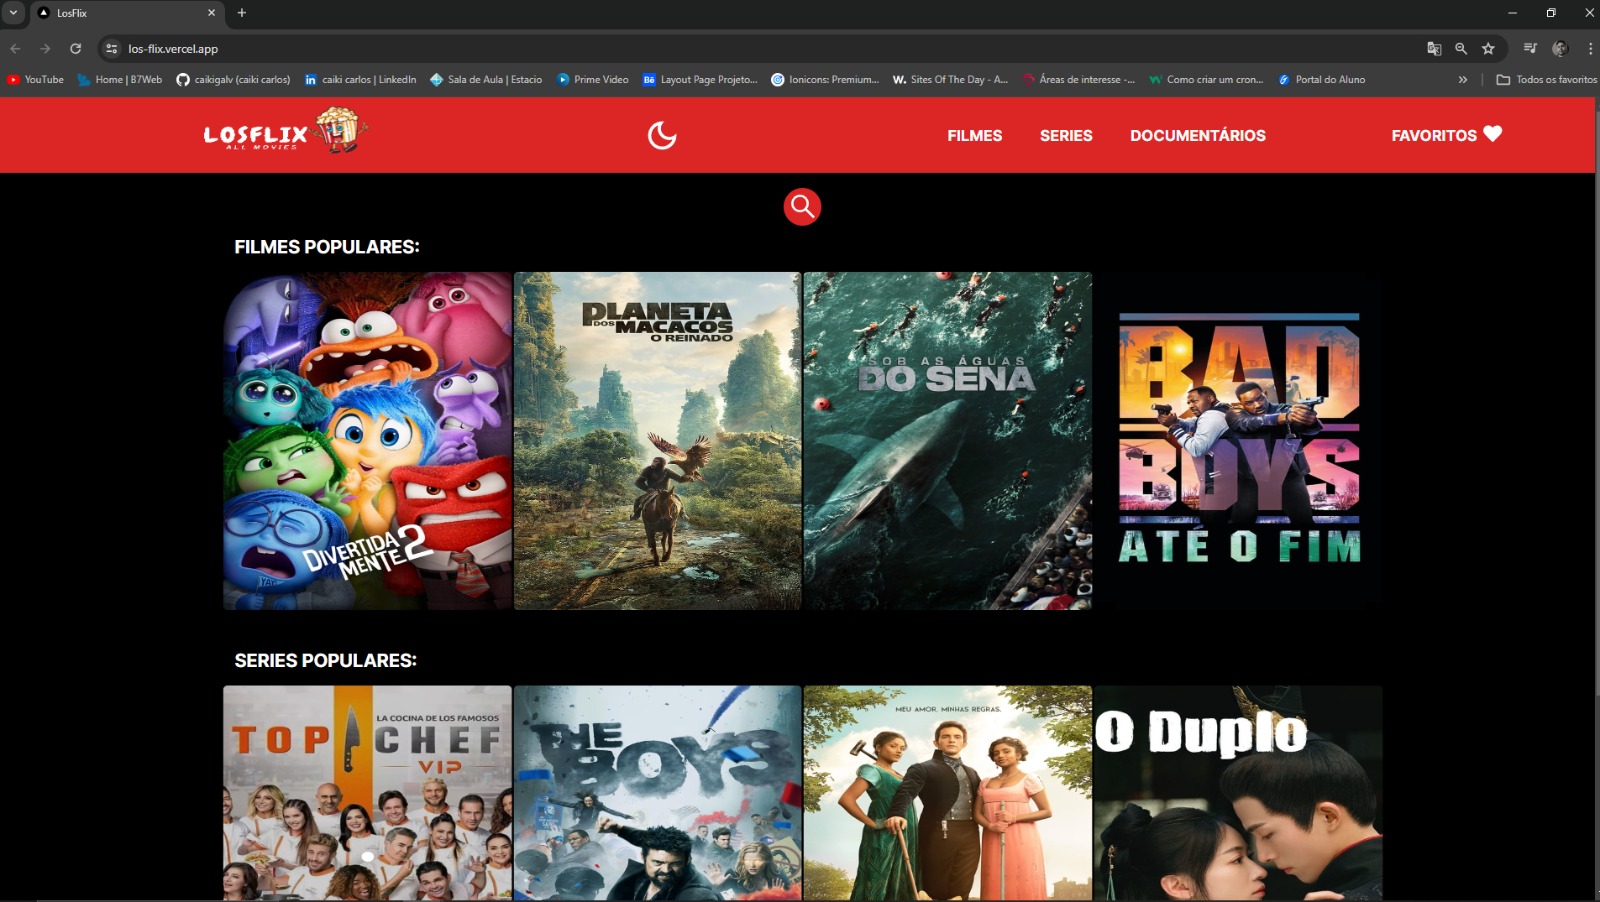 LosFlix
los-flix.vercel.app
YouTube
Home | B7Web
caikigalv (caiki carlos)
caiki carlos | LinkedIn
Sala de Aula | Estacio
Prime Video
Layout Page Projeto...
Ionicons: Premium...
Sites Of The Day - A...
Áreas de interesse -...
Como criar um cron...
Portal do Aluno
Todos os favoritos
LOSFLIX
ALL MOVIES
FILMES
SERIES
DOCUMENTÁRIOS
FAVORITOS
FILMES POPULARES:
DIVERTIDA
MENTE 2
PLANETA
DOS MACACOS
O REINADO
SOB AS ÁGUAS
DO SENA
BAD
BOYS
ATÉ O FIM
SERIES POPULARES:
LA COCINA DE LOS FAMOSOS
TOP CHEF
VIP
THE
BOYS
MEU AMOR. MINHAS REGRAS.
O Duplo